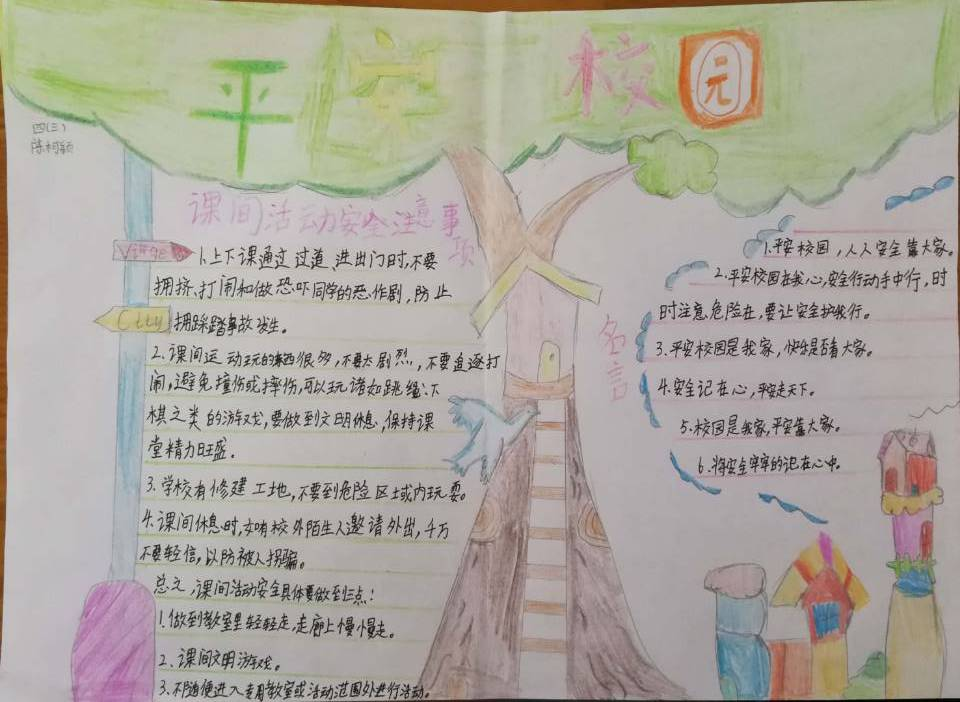 平安校园
四(三)
陈柯颖
课间活动安全注意事项
Village
City
1.上下课通过过道、进出门时,不要
拥挤、打闹和做恐吓同学的恶作剧,防止
拥踩踏事故发生。
2、课间运动玩的东西很多,不要太剧烈,不要追逐打
闹,避免撞伤或摔伤,可以玩诸如跳绳、下
棋之类的游戏,要做到文明休息,保持课
堂精力旺盛.
3.学校有修建工地,不要到危险区域内玩耍。
4.课间休息时,如响校外陌生人邀请外出,千万
不要轻信,以防被人拐骗。
总之,课间活动安全具体要做到三点:
1.做到教室里轻轻走,走廊上慢慢走。
2、课间文明游戏。
3.不随便进入专用教室或活动范围外进行活动。
名言
1.平安校园,人人安全靠大家。
2.平安校园在我心,安全行动手中行,时
时注意危险在,要让安全护我行。
3.平安校园是我家,快乐是否看大家。
4.安全记在心,平安走天下。
5.校园是我家,平安靠大家。
6.将安全牢牢的记在心中。